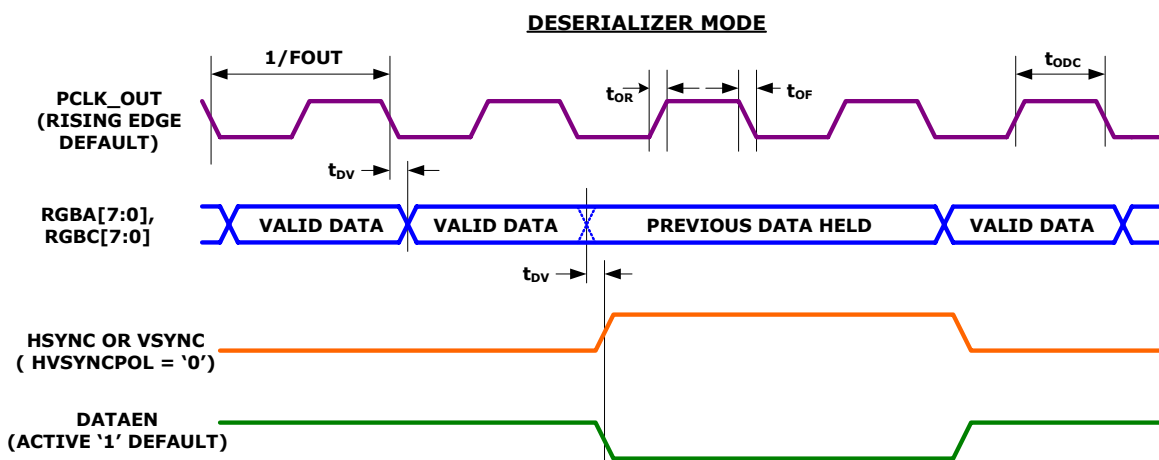 DESERIALIZER MODE
1/FOUT
PCLK_OUT
(RISING EDGE
DEFAULT)
tOR
tOF
tODC
tDV
RGBA[7:0],
RGBC[7:0]
VALID DATA
VALID DATA
PREVIOUS DATA HELD
VALID DATA
tDV
HSYNC OR VSYNC
( HVSYNCPOL = ‘0’)
DATAEN
(ACTIVE ‘1’ DEFAULT)